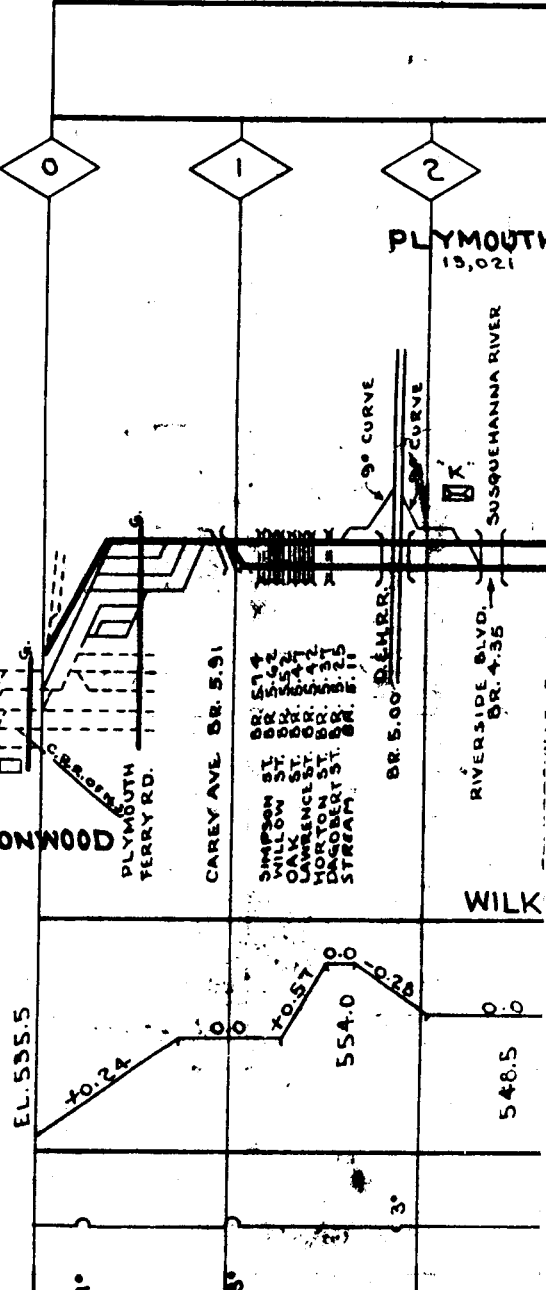 0
1
2
PLYMOUTH
13,021
SUSQUEHANNA RIVER
9° CURVE
CURVE
K
G.
G.
D.&H.R.R.
C.R.R. OF N.J.
ONWOOD
PLYMOUTH
FERRY RD.
CAREY AVE. BR. 5.91
SIMPSON ST. BR. 5.74
WILLOW ST. BR. 5.62
OAK ST. BR.
LAWRENCE ST. BR.
HORTON ST. BR.
DAGOBERT ST. BR.
STREAM BR.
BR. 5.00
RIVERSIDE BLVD.
BR. 4.35
WILK
EL. 535.5
+0.24
0.0
+0.57
0.0
-0.28
0.0
554.0
548.5
3°